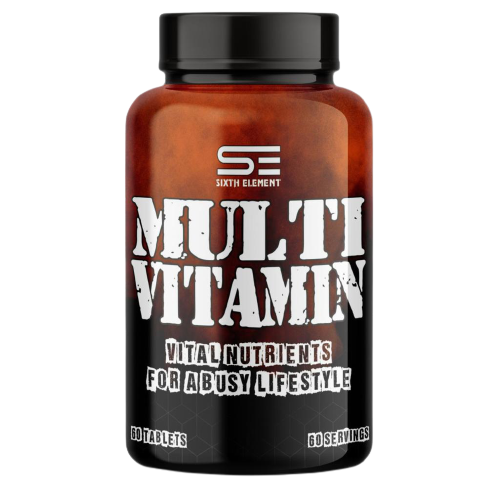 SE
SIXTH ELEMENT
MULTI
VITAMIN
VITAL NUTRIENTS
FOR A BUSY LIFESTYLE
60 TABLETS 60 SERVINGS